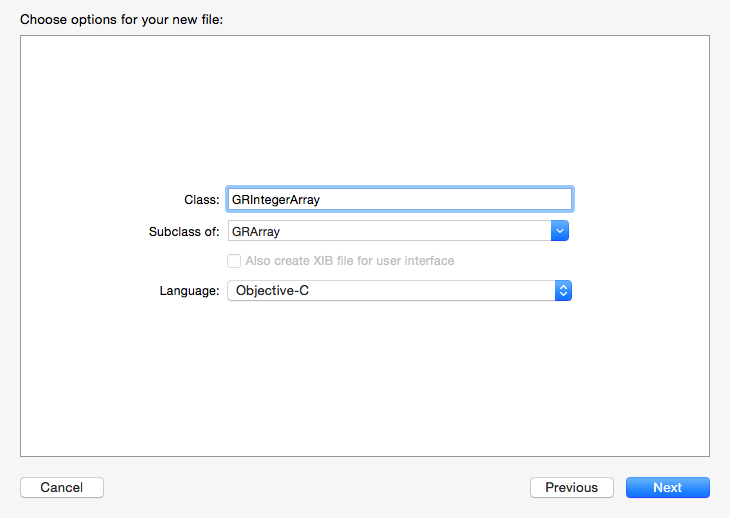 Choose options for your new file:
Class: GRIntegerArray
Subclass of: GRArray
Also create XIB file for user interface
Language: Objective-C
Cancel Previous Next